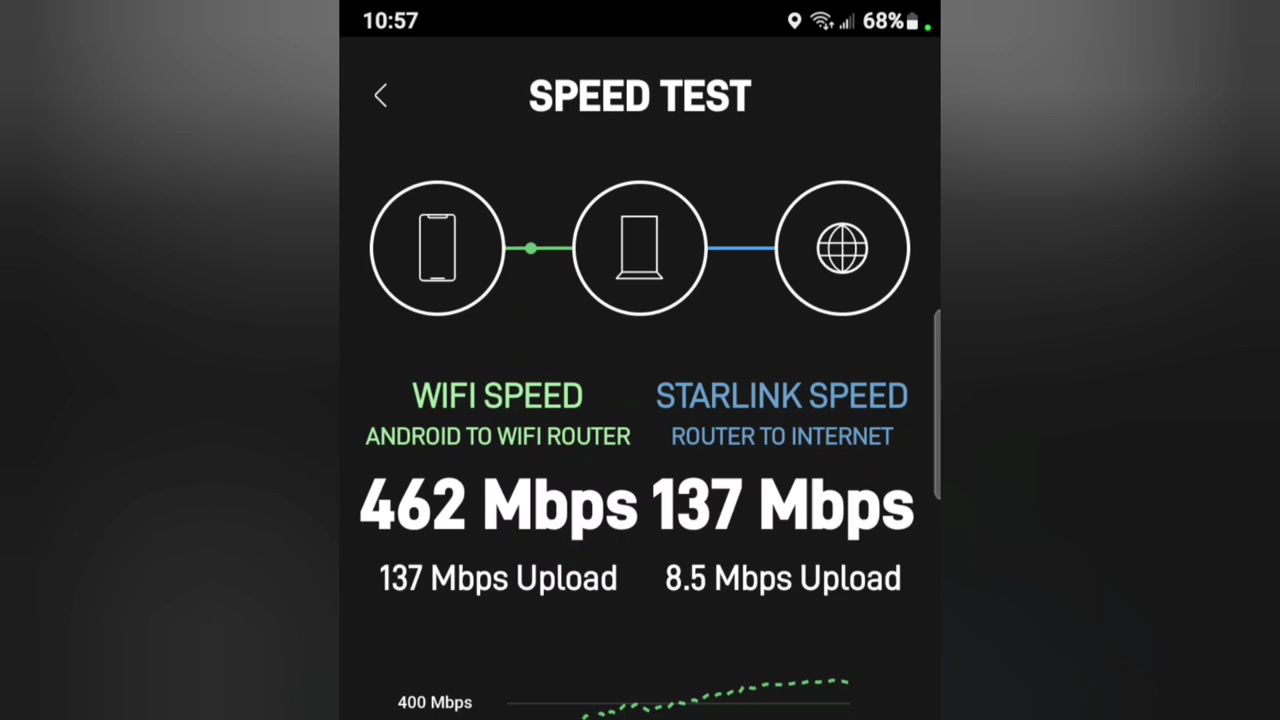 10:57 68%
SPEED TEST
WIFI SPEED STARLINK SPEED
ANDROID TO WIFI ROUTER ROUTER TO INTERNET
462 Mbps 137 Mbps
137 Mbps Upload 8.5 Mbps Upload
400 Mbps